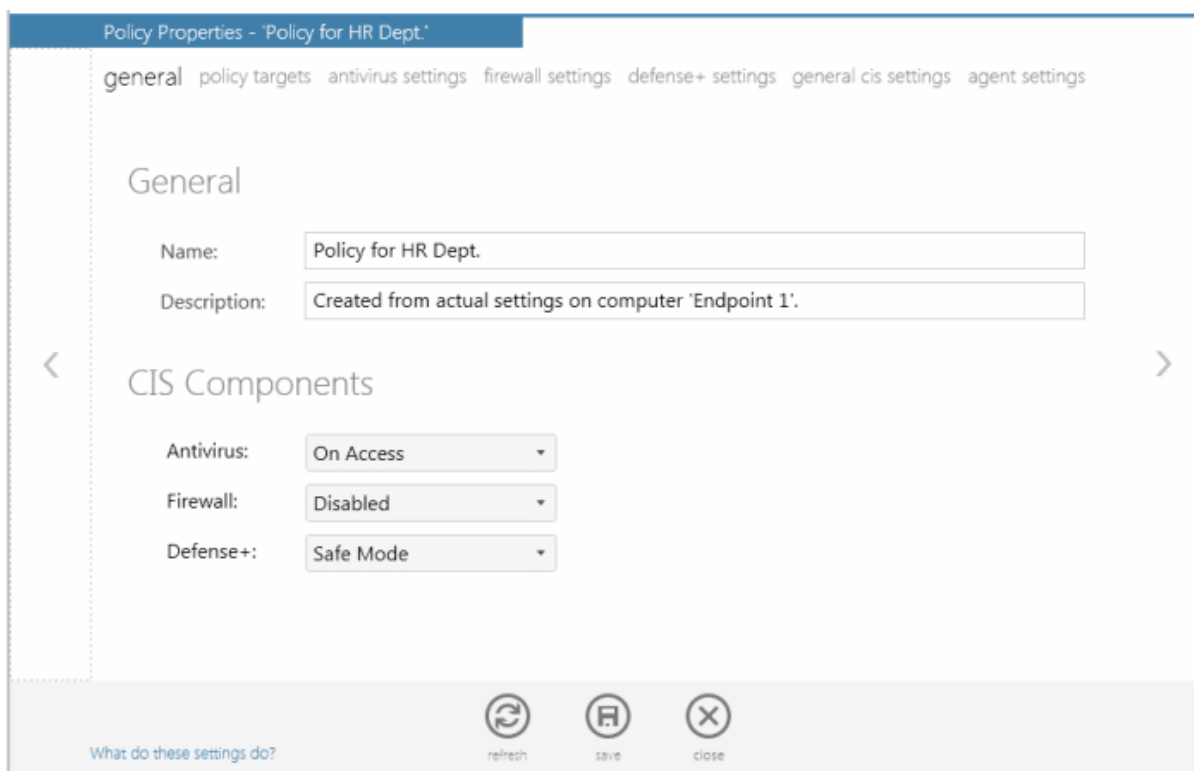 Policy Properties - 'Policy for HR Dept.'
general policy targets antivirus settings firewall settings defense+ settings general cis settings agent settings
General
Name: Policy for HR Dept.
Description: Created from actual settings on computer 'Endpoint 1'.
CIS Components
Antivirus: On Access
Firewall: Disabled
Defense+: Safe Mode
refresh save close
What do these settings do?